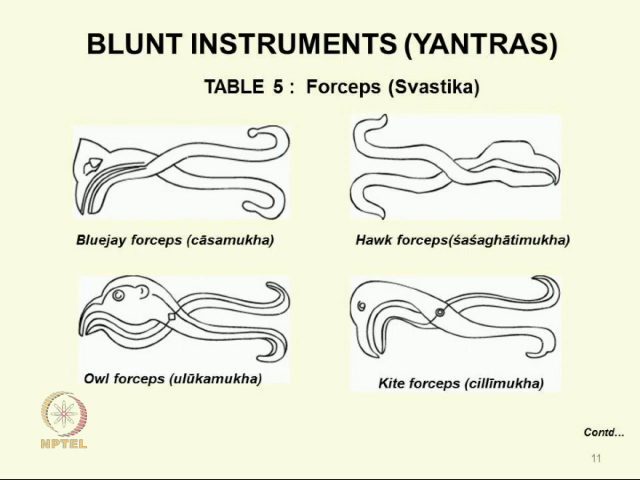 BLUNT INSTRUMENTS (YANTRAS)
TABLE 5 : Forceps (Svastika)
Bluejay forceps (cāsamukha)
Hawk forceps(śaśaghātimukha)
Owl forceps (ulūkamukha)
Kite forceps (cillīmukha)
NPTEL
Contd...
11